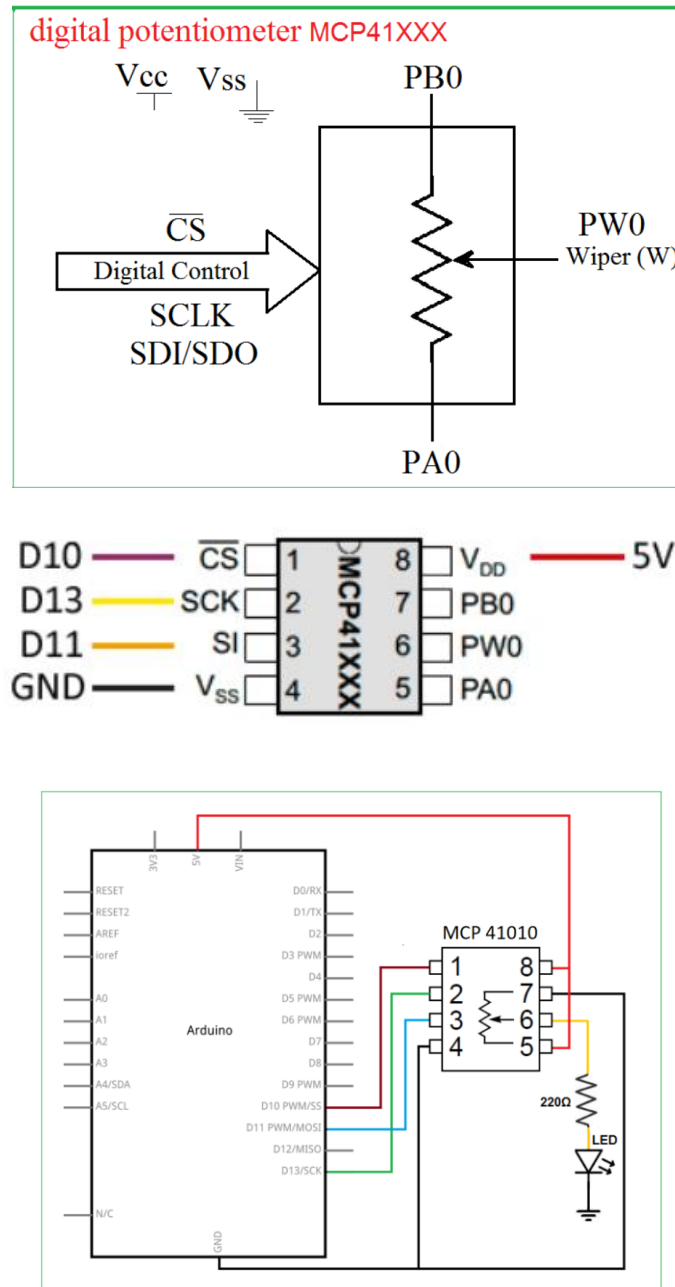 digital potentiometer MCP41XXX
Vcc Vss PB0
CS
Digital Control
SCLK
SDI/SDO
PW0
Wiper (W)
PA0
D10 CS 1 8 VDD 5V
D13 SCK 2 7 PB0
D11 SI 3 6 PW0
GND VSS 4 5 PA0
MCP41XXX
3V3 5V VIN
RESET D0/RX
RESET2 D1/TX
AREF D2
ioref D3 PWM
D4
A0 D5 PWM
A1 D6 PWM
A2 D7
A3 D8
A4/SDA D9 PWM
A5/SCL D10 PWM/SS
D11 PWM/MOSI
D12/MISO
D13/SCK
N/C
GND
Arduino
MCP 41010
1 8
2 7
3 6
4 5
220Ω
LED